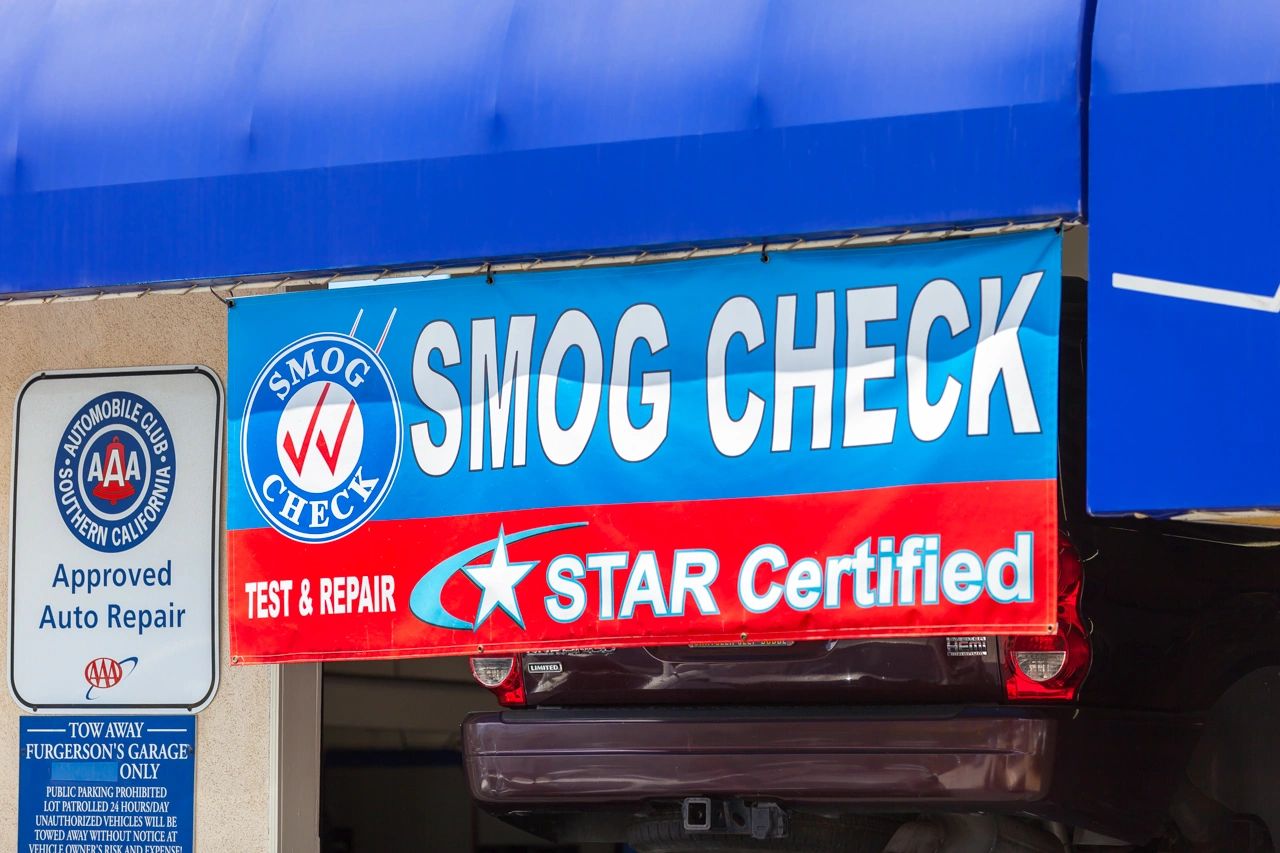 SMOG CHECK
SMOG
CHECK
TEST & REPAIR
STAR Certified
AUTOMOBILE CLUB
AAA
SOUTHERN CALIFORNIA
Approved
Auto Repair
AAA
TOW AWAY
FURGERSON'S GARAGE
ONLY
PUBLIC PARKING PROHIBITED
LOT PATROLLED 24 HOURS/DAY
UNAUTHORIZED VEHICLES WILL BE
TOWED AWAY WITHOUT NOTICE AT
VEHICLE OWNER'S RISK AND EXPENSE!
LIMITED
HEMI